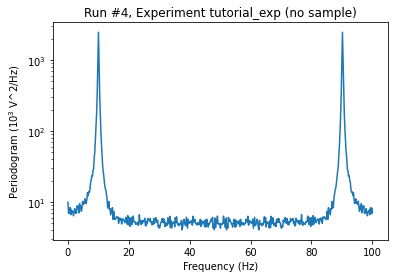 Run #4, Experiment tutorial_exp (no sample)
10³
10²
10¹
Periodogram (10³ V^2/Hz)
0 20 40 60 80 100
Frequency (Hz)